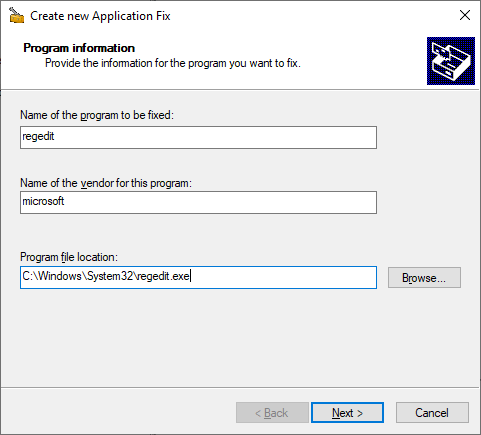 Create new Application Fix
Program information
Provide the information for the program you want to fix.
Name of the program to be fixed:
regedit
Name of the vendor for this program:
microsoft
Program file location:
C:\Windows\System32\regedit.exe
Browse...
< Back
Next >
Cancel